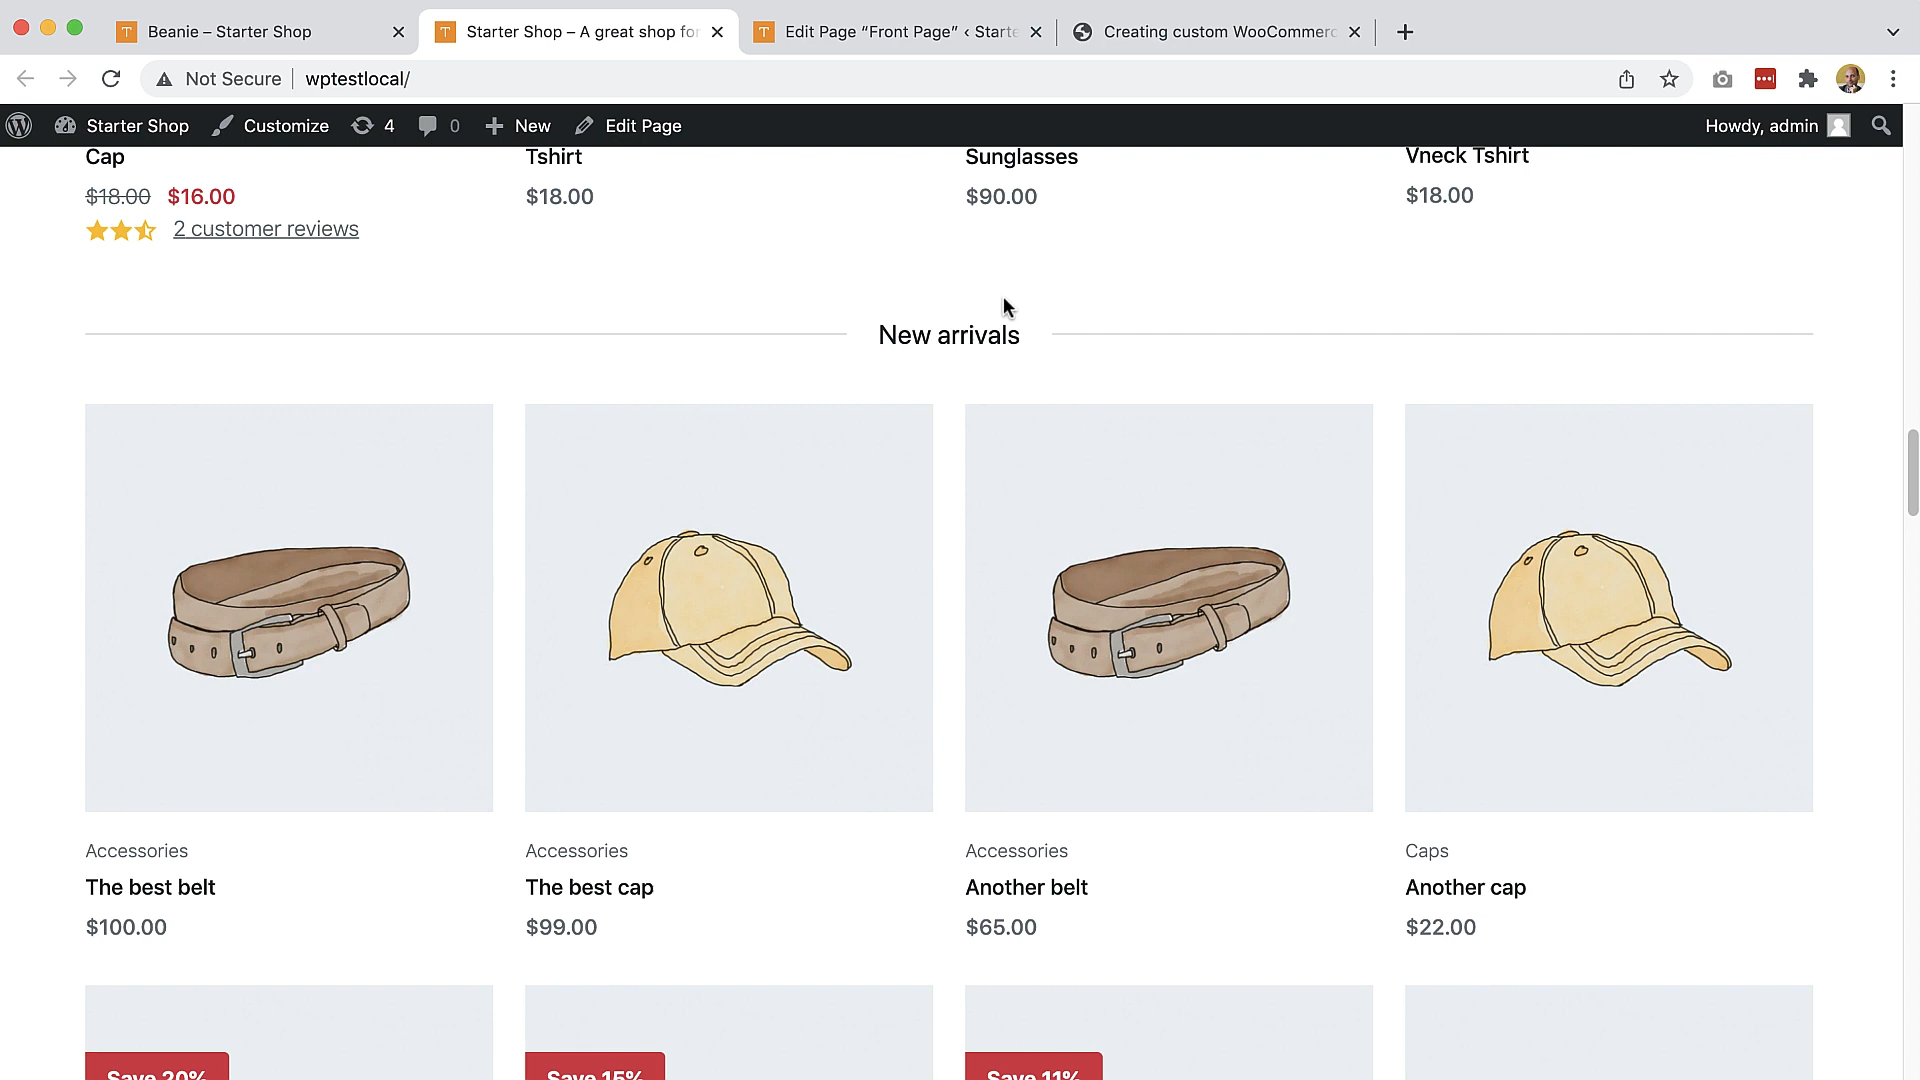 Beanie – Starter Shop
Starter Shop – A great shop for
Edit Page “Front Page” ‹ Starte
Creating custom WooCommerc
Not Secure
wptestlocal/
Starter Shop
Customize
4
0
New
Edit Page
Howdy, admin
Cap
Tshirt
Sunglasses
Vneck Tshirt
$18.00 $16.00
$18.00
$90.00
$18.00
2 customer reviews
New arrivals
Accessories
Accessories
Accessories
Caps
The best belt
The best cap
Another belt
Another cap
$100.00
$99.00
$65.00
$22.00
Save 20%
Save 15%
Save 11%